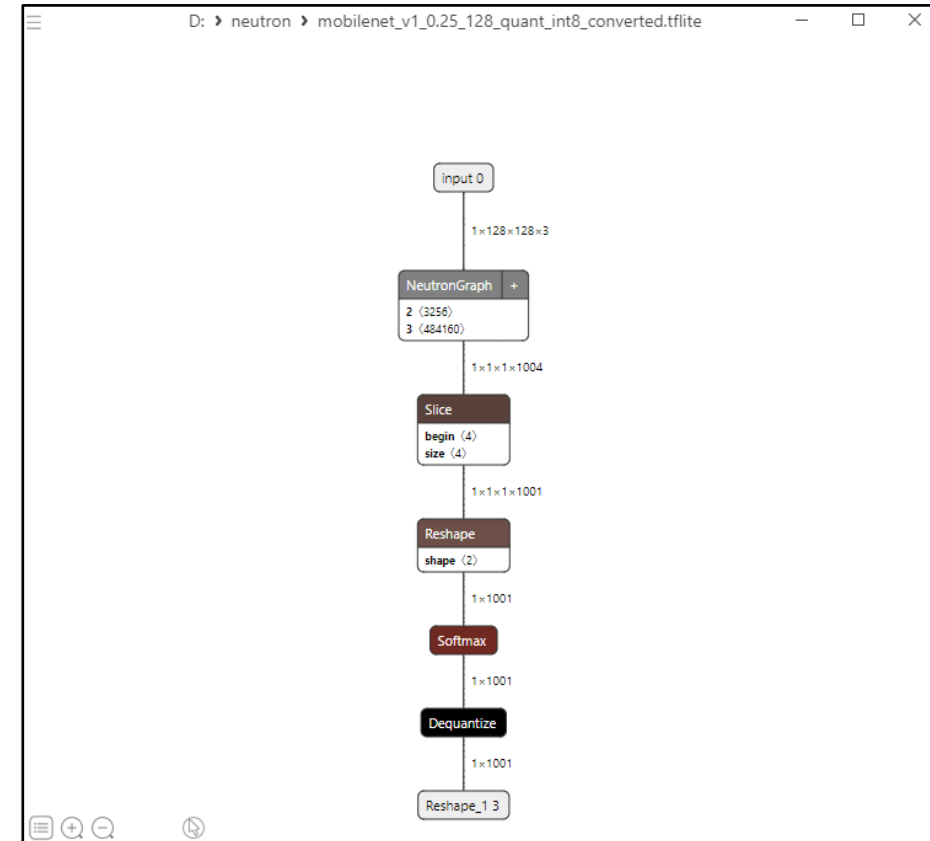 D: › neutron › mobilenet_v1_0.25_128_quant_int8_converted.tflite
input 0
1×128×128×3
NeutronGraph +
2 〈3256〉
3 〈484160〉
1×1×1×1004
Slice
begin 〈4〉
size 〈4〉
1×1×1×1001
Reshape
shape 〈2〉
1×1001
Softmax
1×1001
Dequantize
1×1001
Reshape_1 3